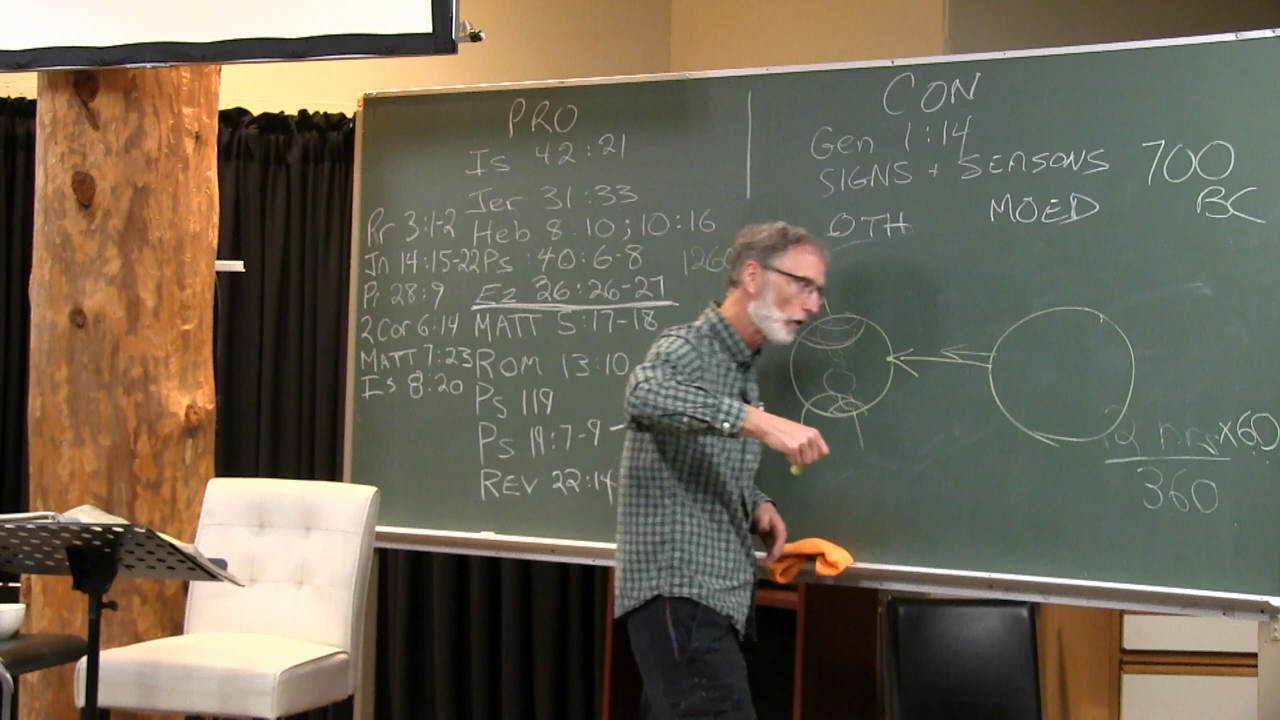 PRO
Is 42:21
Jer 31:33
Pr 3:1-2 Heb 8:10; 10:16
Jn 14:15-22 Ps 40:6-8 126
Pr 28:9 Ez 36:26-27
2Cor 6:14 MATT 5:17-18
MATT 7:23 ROM 13:10
Is 8:20
Ps 119
Ps 19:7-9
REV 22:14
CON
Gen 1:14
SIGNS + SEASONS 700
OTH MOED BC
x60
360